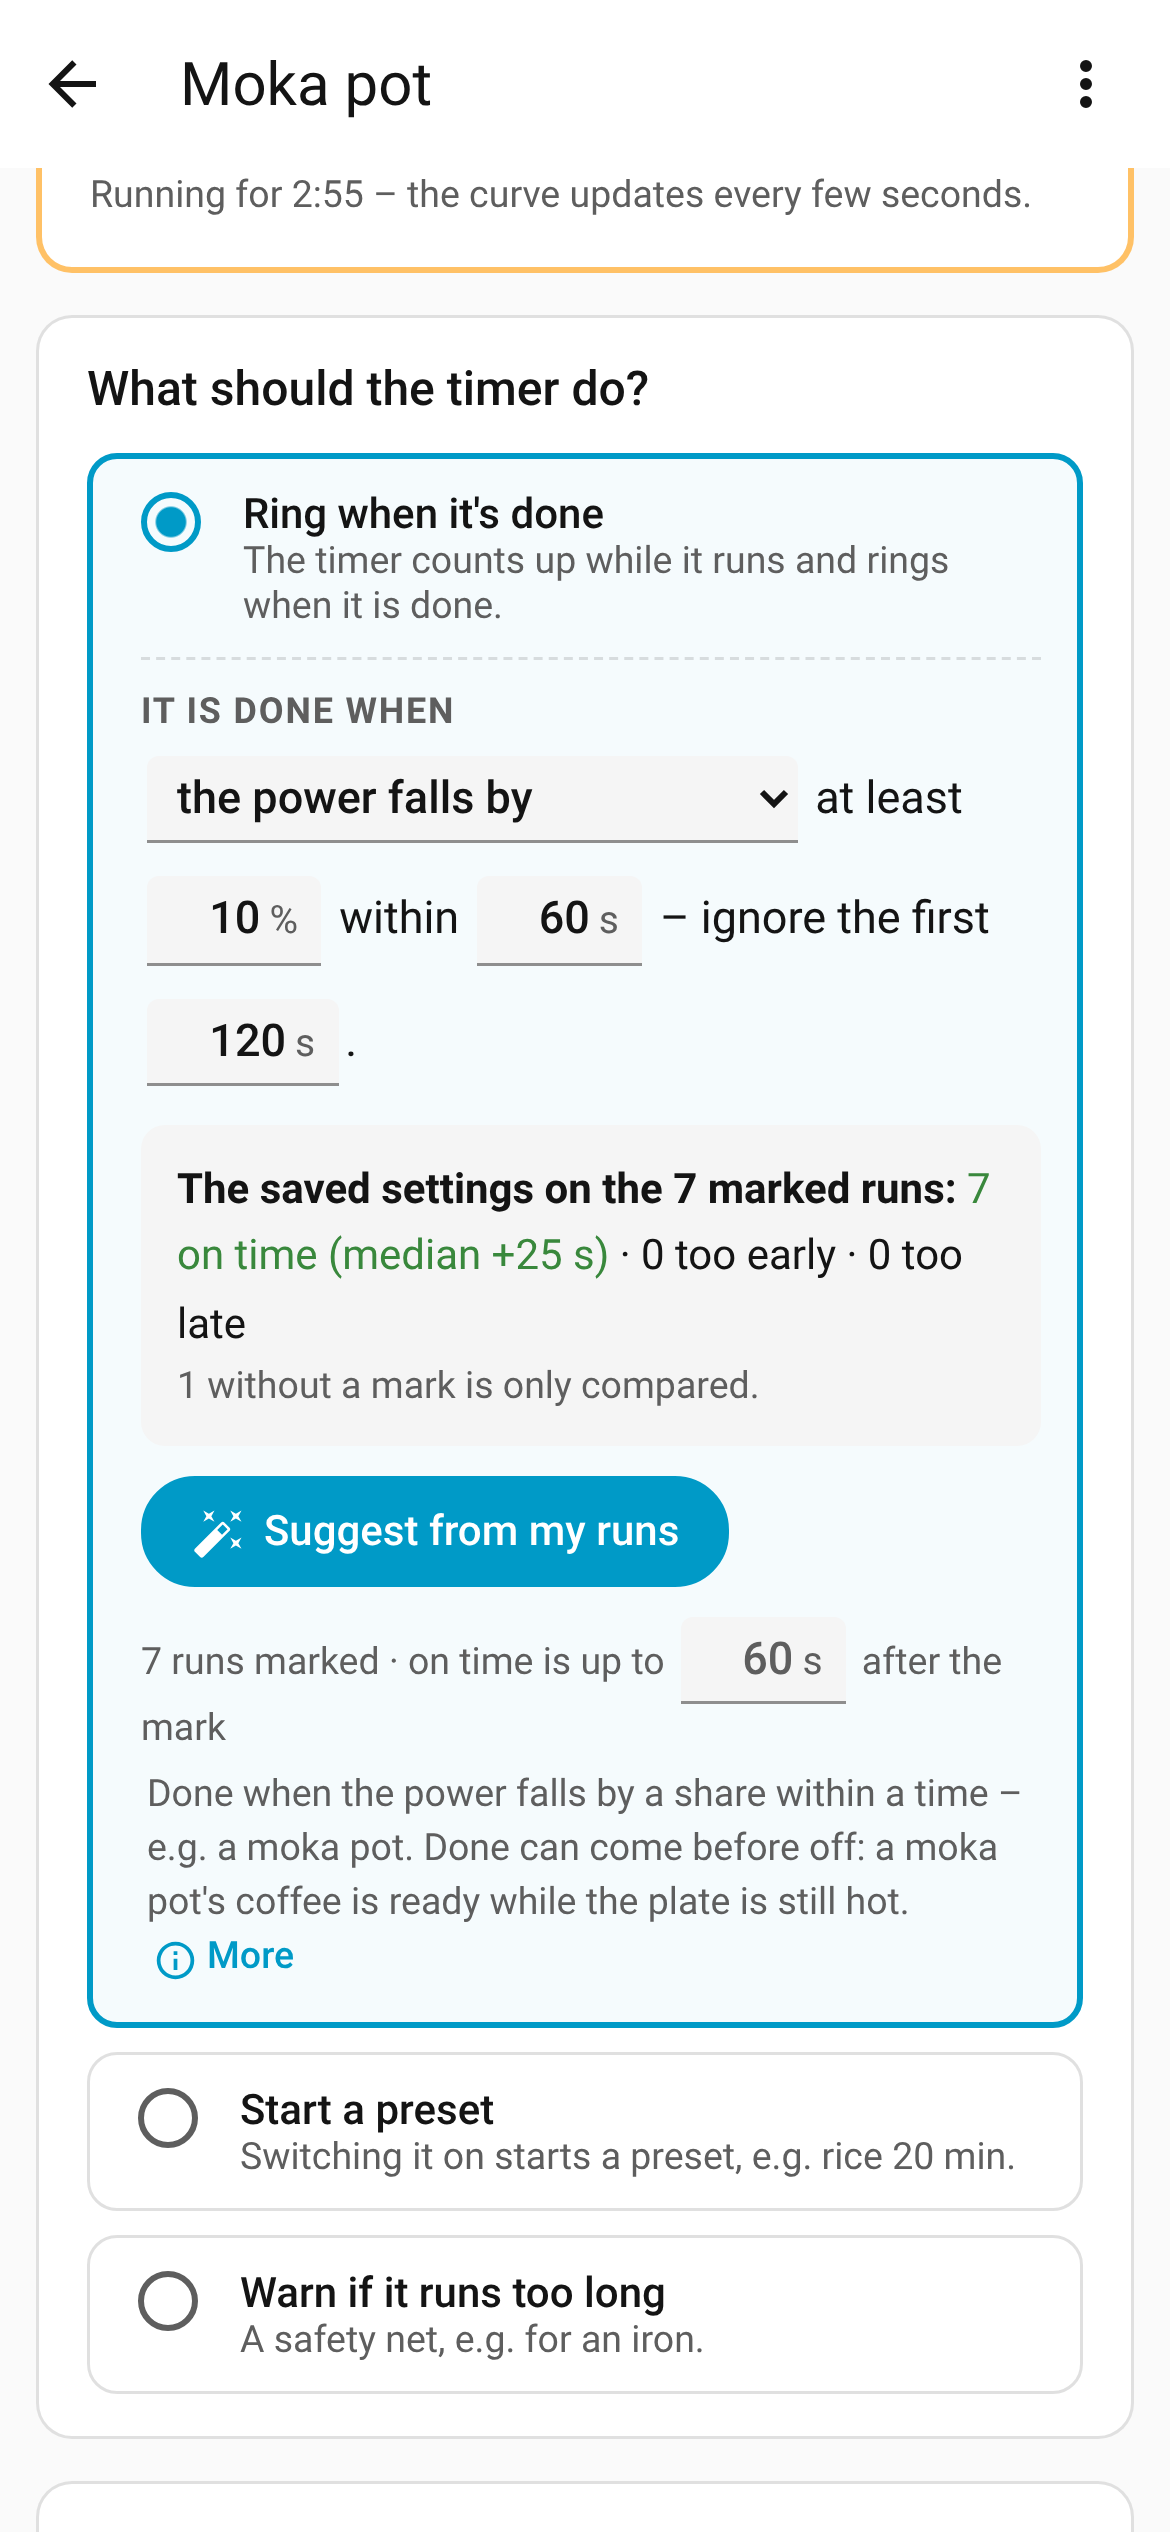 Moka pot
Running for 2:55 – the curve updates every few seconds.
What should the timer do?
Ring when it's done
The timer counts up while it runs and rings
when it is done.
IT IS DONE WHEN
the power falls by at least
10 % within 60 s – ignore the first
120 s .
The saved settings on the 7 marked runs: 7
on time (median +25 s) · 0 too early · 0 too
late
1 without a mark is only compared.
Suggest from my runs
7 runs marked · on time is up to 60 s after the
mark
Done when the power falls by a share within a time –
e.g. a moka pot. Done can come before off: a moka
pot's coffee is ready while the plate is still hot.
More
Start a preset
Switching it on starts a preset, e.g. rice 20 min.
Warn if it runs too long
A safety net, e.g. for an iron.